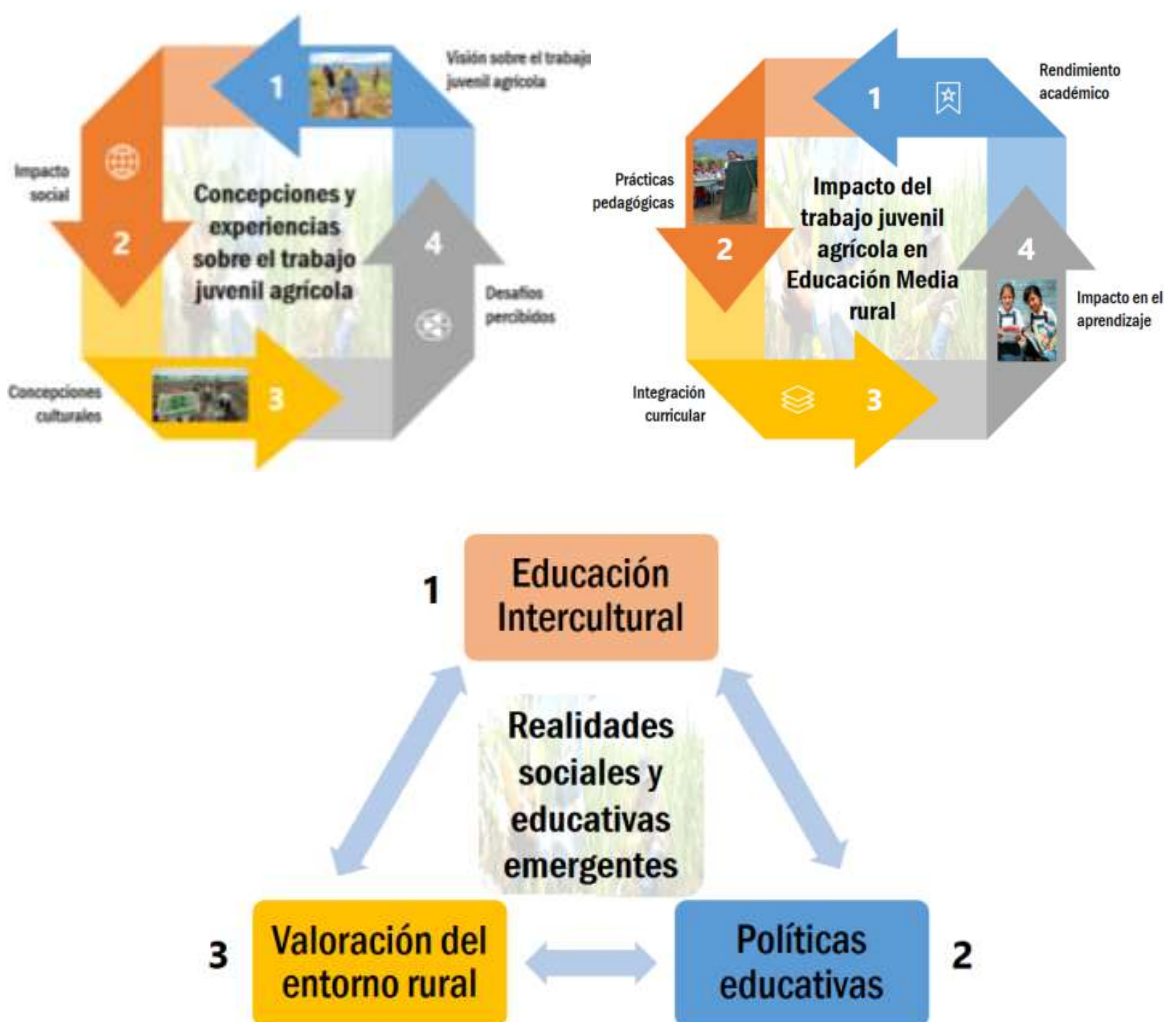 1
Visión sobre el trabajo
juvenil agrícola
Impacto
social
2
Concepciones y
experiencias
sobre el trabajo
juvenil agrícola
4
Desafíos
percibidos
Concepciones
culturales
3
1
Rendimiento
académico
Prácticas
pedagógicas
2
Impacto del
trabajo juvenil
agrícola en
Educación Media
rural
4
Impacto en el
aprendizaje
Integración
curricular
3
1
Educación
Intercultural
Realidades
sociales y
educativas
emergentes
3
Valoración del
entorno rural
Políticas
educativas
2